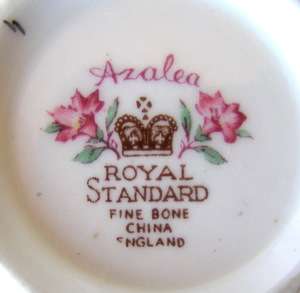 Azalea
ROYAL
STANDARD
FINE BONE
CHINA
ENGLAND